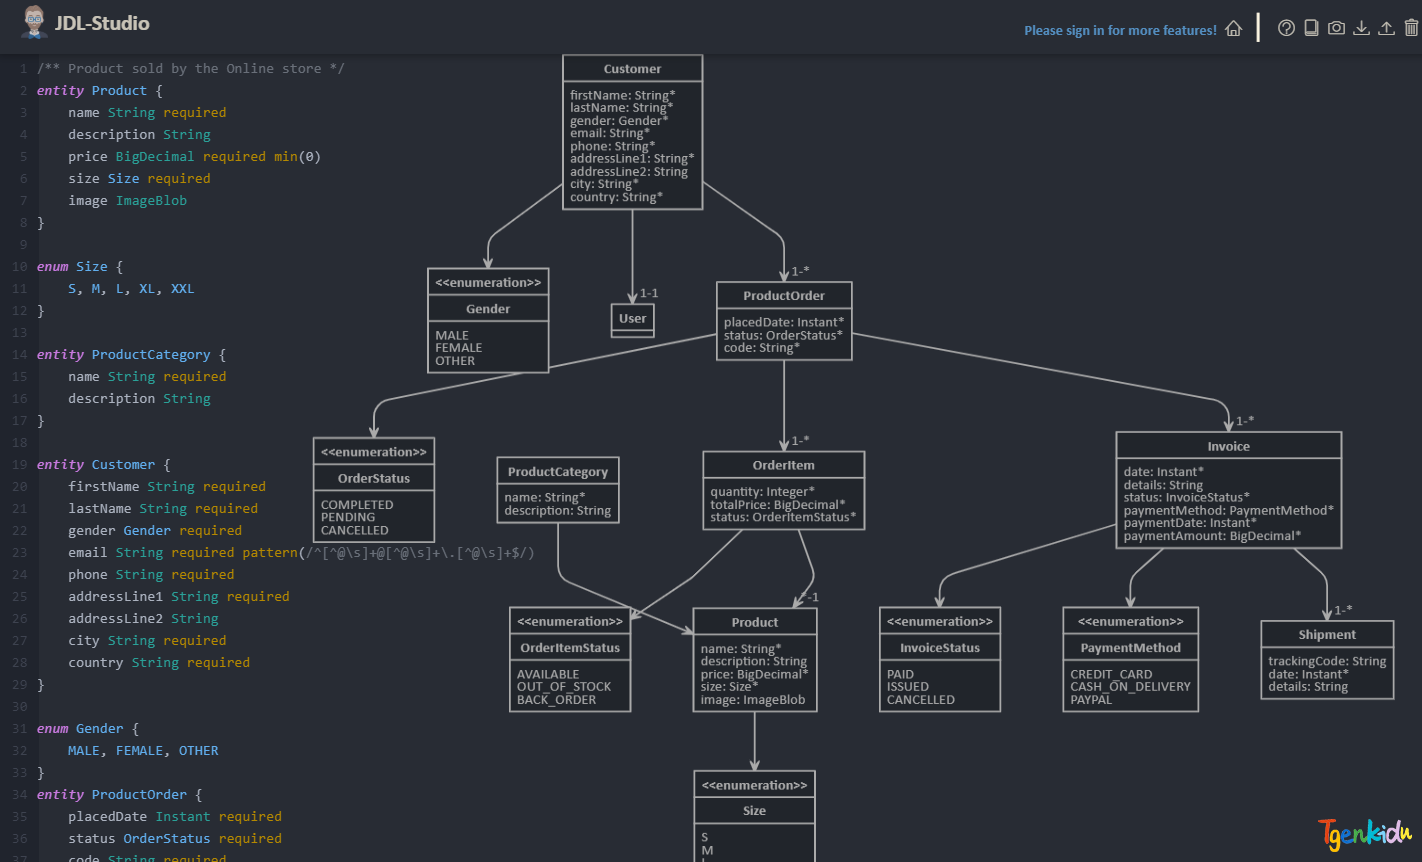 JDL-Studio
Please sign in for more features!
1 /** Product sold by the Online store */
2 entity Product {
3 name String required
4 description String
5 price BigDecimal required min(0)
6 size Size required
7 image ImageBlob
8 }
9
10 enum Size {
11 S, M, L, XL, XXL
12 }
13
14 entity ProductCategory {
15 name String required
16 description String
17 }
18
19 entity Customer {
20 firstName String required
21 lastName String required
22 gender Gender required
23 email String required pattern(/^[^@\s]+@[^@\s]+\.[^@\s]+$/)
24 phone String required
25 addressLine1 String required
26 addressLine2 String
27 city String required
28 country String required
29 }
30
31 enum Gender {
32 MALE, FEMALE, OTHER
33 }
34 entity ProductOrder {
35 placedDate Instant required
36 status OrderStatus required
37 code String required
Customer
firstName: String*
lastName: String*
gender: Gender*
email: String*
phone: String*
addressLine1: String*
addressLine2: String
city: String*
country: String*
<<enumeration>>
Gender
MALE
FEMALE
OTHER
1-1
User
1-*
ProductOrder
placedDate: Instant*
status: OrderStatus*
code: String*
<<enumeration>>
OrderStatus
COMPLETED
PENDING
CANCELLED
ProductCategory
name: String*
description: String
1-*
OrderItem
quantity: Integer*
totalPrice: BigDecimal*
status: OrderItemStatus*
1-*
Invoice
date: Instant*
details: String
status: InvoiceStatus*
paymentMethod: PaymentMethod*
paymentDate: Instant*
paymentAmount: BigDecimal*
<<enumeration>>
OrderItemStatus
AVAILABLE
OUT_OF_STOCK
BACK_ORDER
*-1
Product
name: String*
description: String
price: BigDecimal*
size: Size*
image: ImageBlob
<<enumeration>>
InvoiceStatus
PAID
ISSUED
CANCELLED
<<enumeration>>
PaymentMethod
CREDIT_CARD
CASH_ON_DELIVERY
PAYPAL
1-*
Shipment
trackingCode: String
date: Instant*
details: String
<<enumeration>>
Size
S
M
Tgenkidu